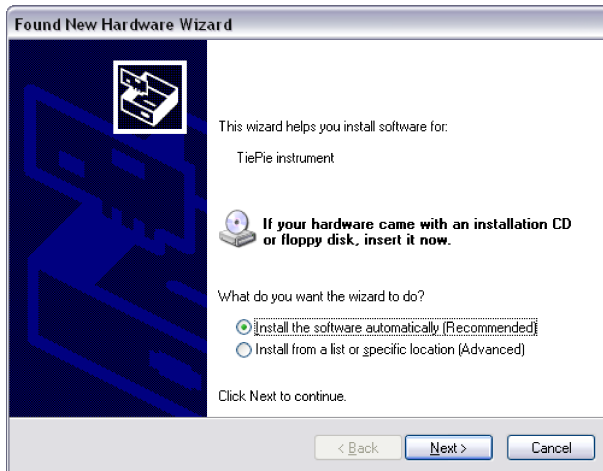 Found New Hardware Wizard
This wizard helps you install software for:
TiePie instrument
If your hardware came with an installation CD
or floppy disk, insert it now.
What do you want the wizard to do?
Install the software automatically (Recommended)
Install from a list or specific location (Advanced)
Click Next to continue.
< Back
Next >
Cancel